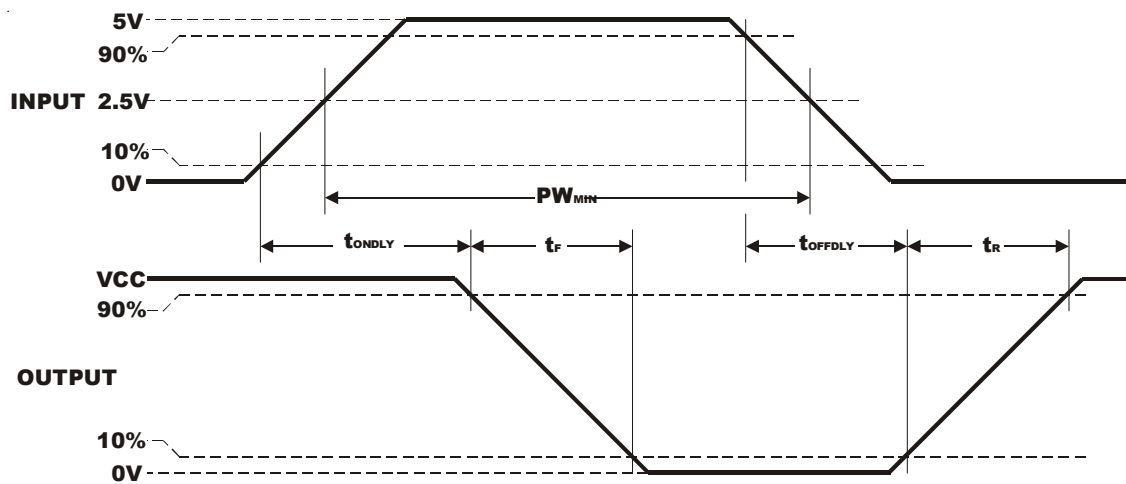 5V
90%
INPUT 2.5V
10%
0V
PWMIN
tONDLY tF tOFFDLY tR
VCC
90%
OUTPUT
10%
0V